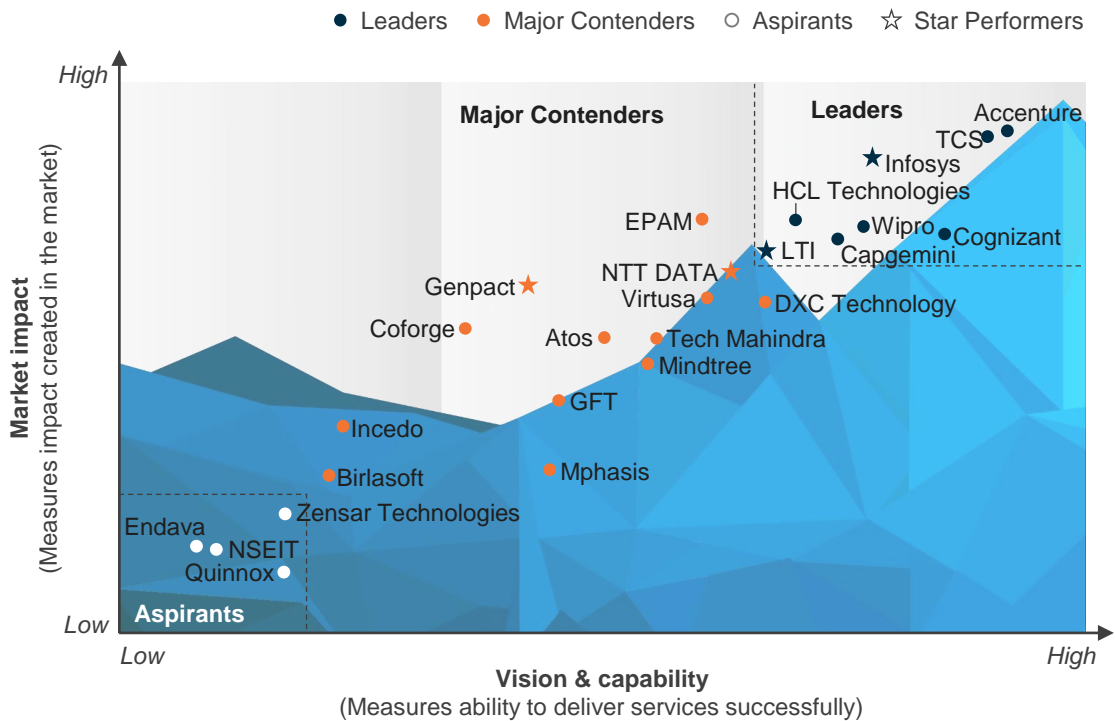 Leaders
Major Contenders
Aspirants
Star Performers
High
Major Contenders
Leaders
Accenture
TCS
Infosys
HCL Technologies
EPAM
Wipro
Capgemini
Cognizant
LTI
NTT DATA
Genpact
Virtusa
DXC Technology
Coforge
Atos
Tech Mahindra
Mindtree
GFT
Incedo
Birlasoft
Mphasis
Zensar Technologies
Endava
NSEIT
Quinnox
Aspirants
Market impact
(Measures impact created in the market)
Low
Low
High
Vision & capability
(Measures ability to deliver services successfully)